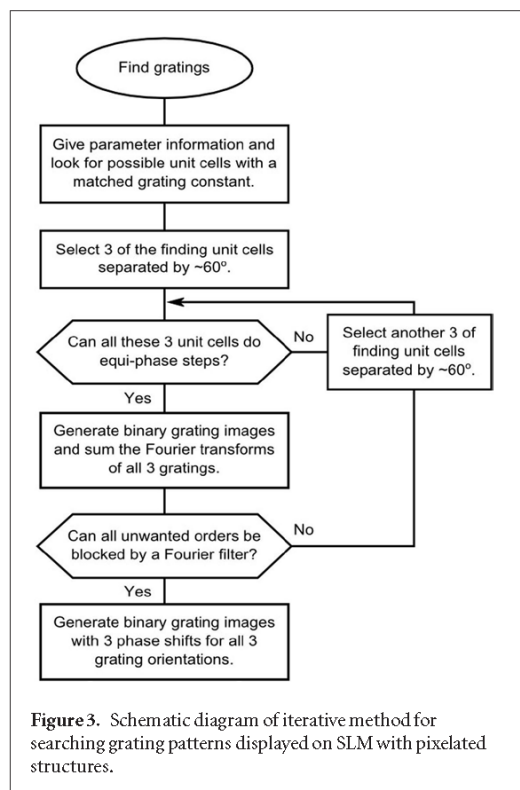 Find gratings
Give parameter information and
look for possible unit cells with a
matched grating constant.
Select 3 of the finding unit cells
separated by ~60º.
Can all these 3 unit cells do
equi-phase steps?
No
Select another 3 of
finding unit cells
separated by ~60º.
Yes
Generate binary grating images
and sum the Fourier transforms
of all 3 gratings.
Can all unwanted orders be
blocked by a Fourier filter?
No
Yes
Generate binary grating images
with 3 phase shifts for all 3
grating orientations.
Figure 3. Schematic diagram of iterative method for
searching grating patterns displayed on SLM with pixelated
structures.